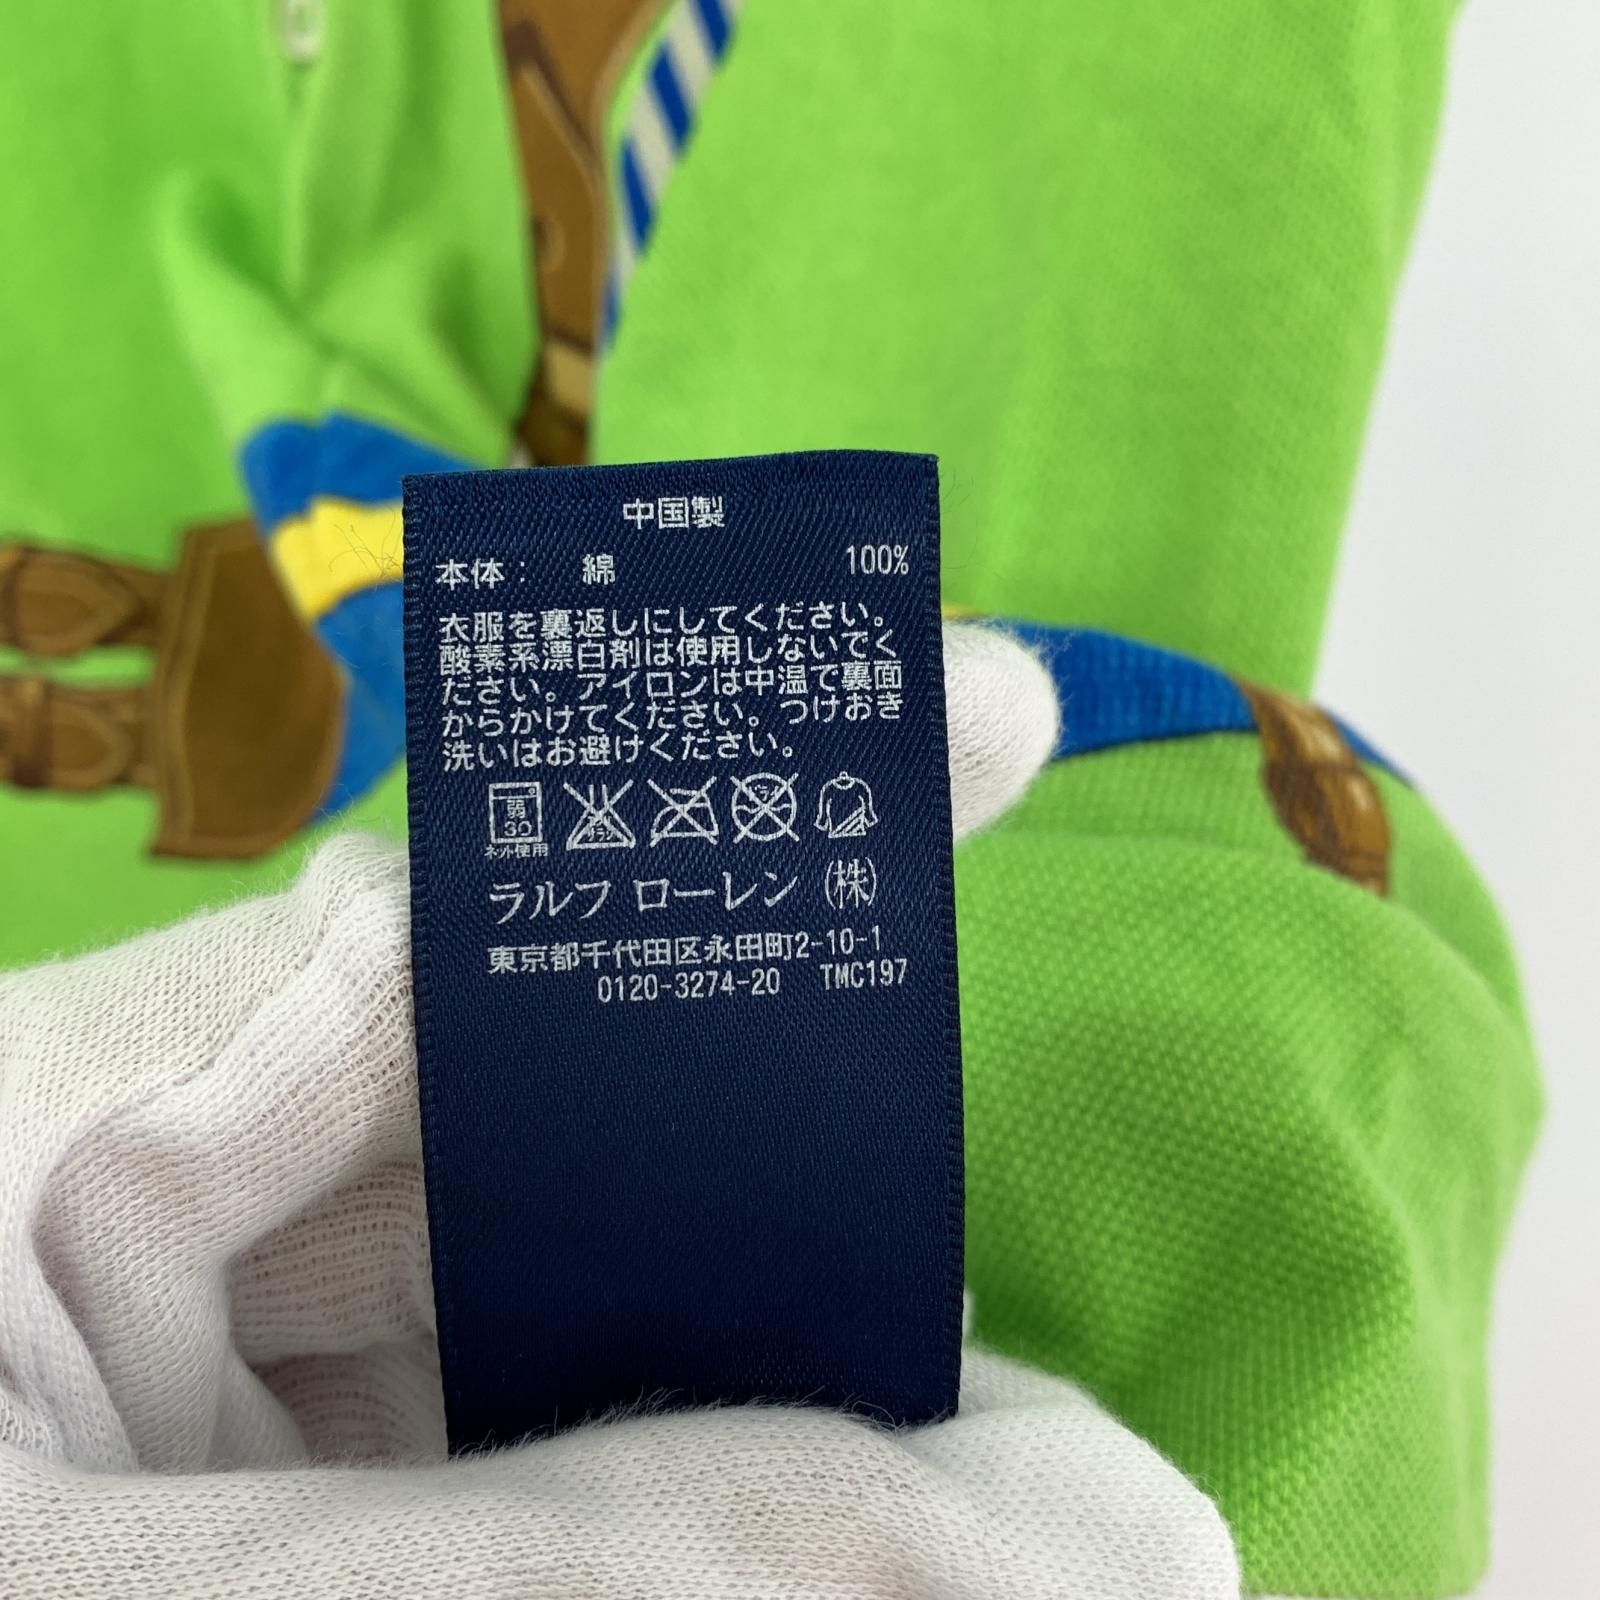 中国製
本体： 綿 100%
衣服を裏返しにしてください。
酸素系漂白剤は使用しないでく
ださい。アイロンは中温で裏面
からかけてください。つけおき
洗いはお避けください。
弱
30
ネット使用
ラルフ ローレン (株)
東京都千代田区永田町2-10-1
0120-3274-20 TMC197